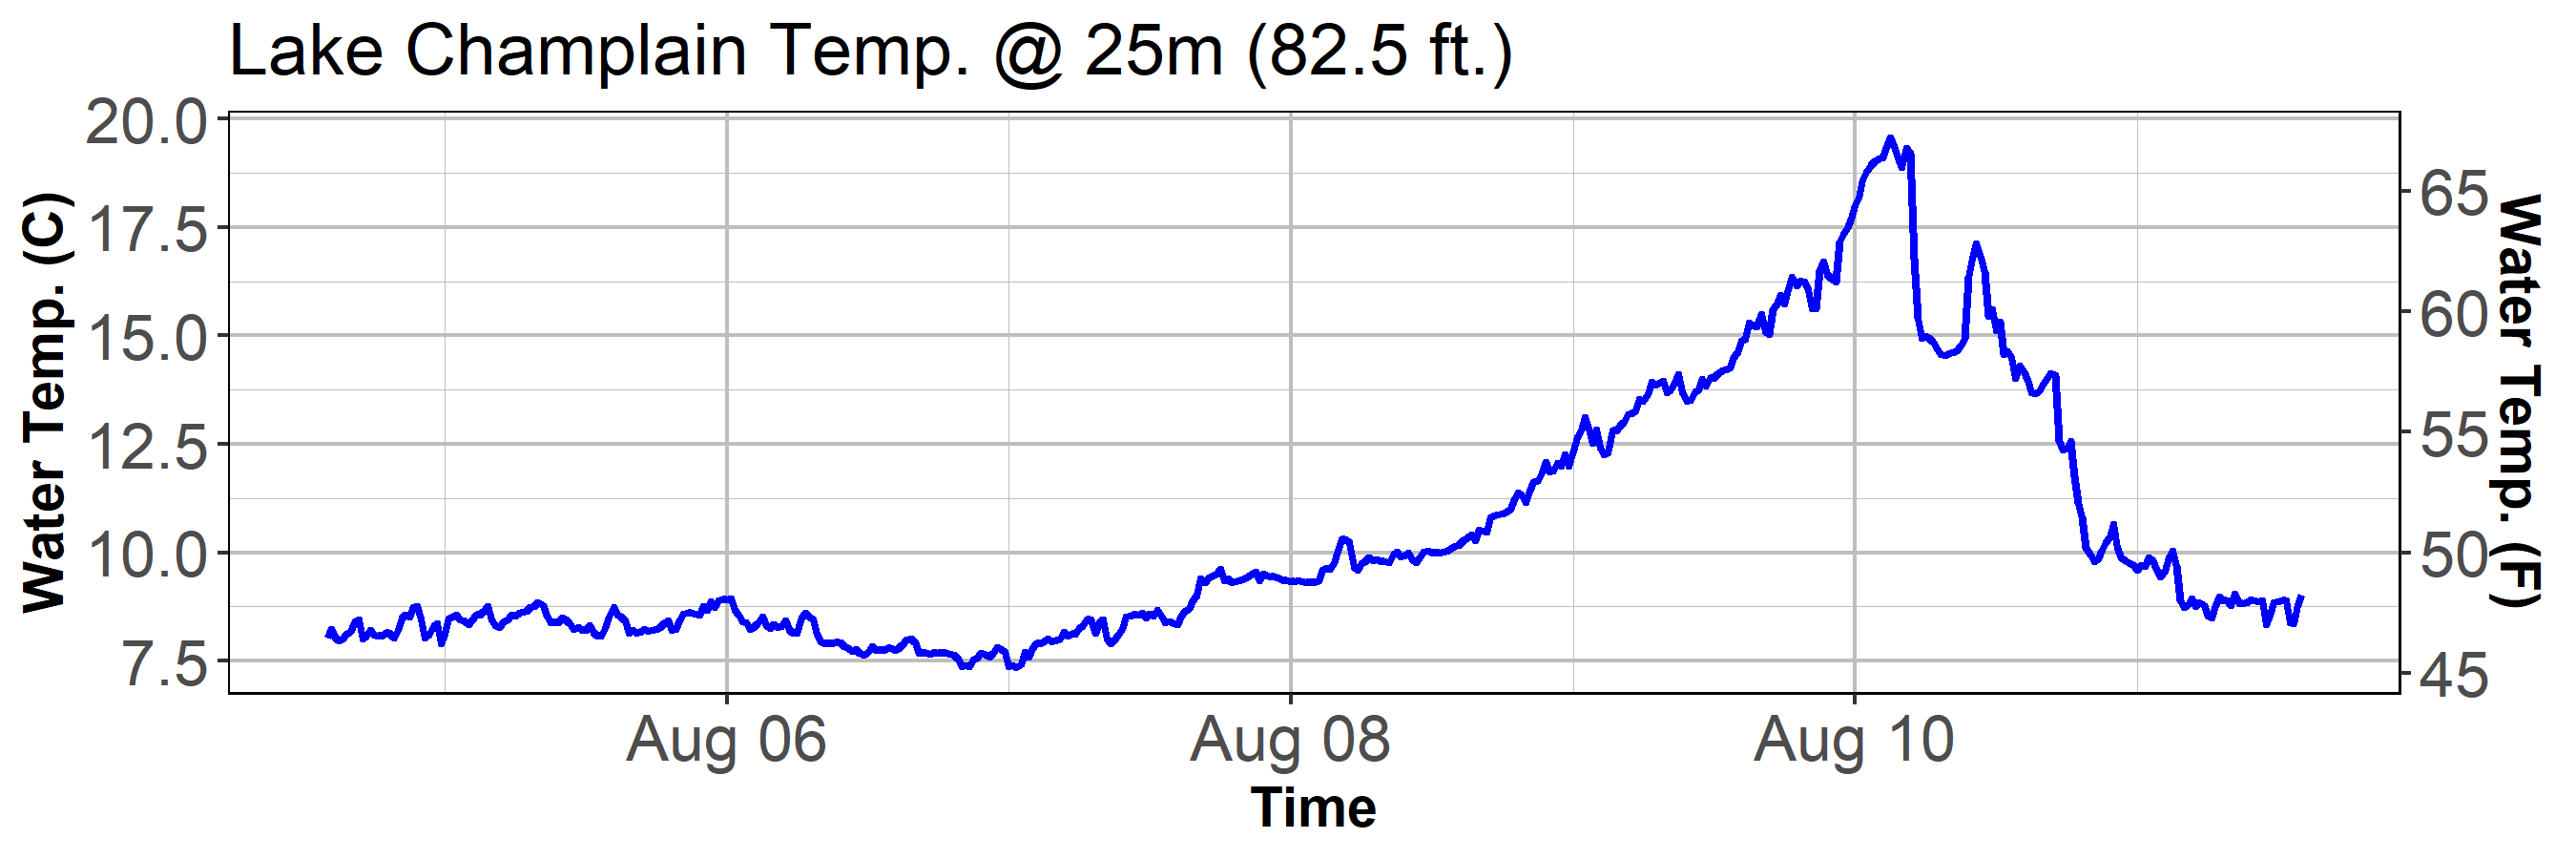 Lake Champlain Temp. @ 25m (82.5 ft.)
Water Temp. (C)
20.0
17.5
15.0
12.5
10.0
7.5
65
60
55
50
45
Water Temp. (F)
Aug 06
Aug 08
Aug 10
Time